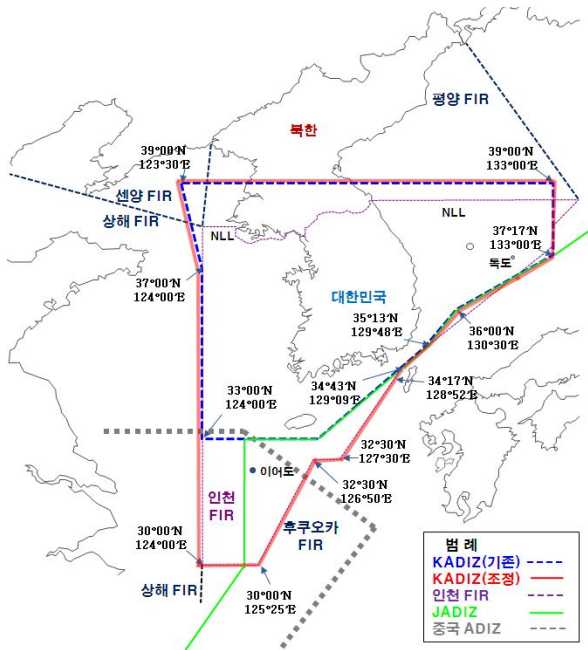 평양 FIR
북한
39°00′N
123°30′E
39°00′N
133°00′E
센양 FIR
상해 FIR
NLL
NLL
37°17′N
133°00′E
독도
37°00′N
124°00′E
대한민국
35°13′N
129°48′E
36°00′N
130°30′E
34°43′N
129°09′E
34°17′N
128°52′E
33°00′N
124°00′E
32°30′N
127°30′E
이어도
32°30′N
126°50′E
인천
FIR
후쿠오카
FIR
30°00′N
124°00′E
상해 FIR
30°00′N
125°25′E
범 례
KADIZ(기존)
KADIZ(조정)
인천 FIR
JADIZ
중국 ADIZ